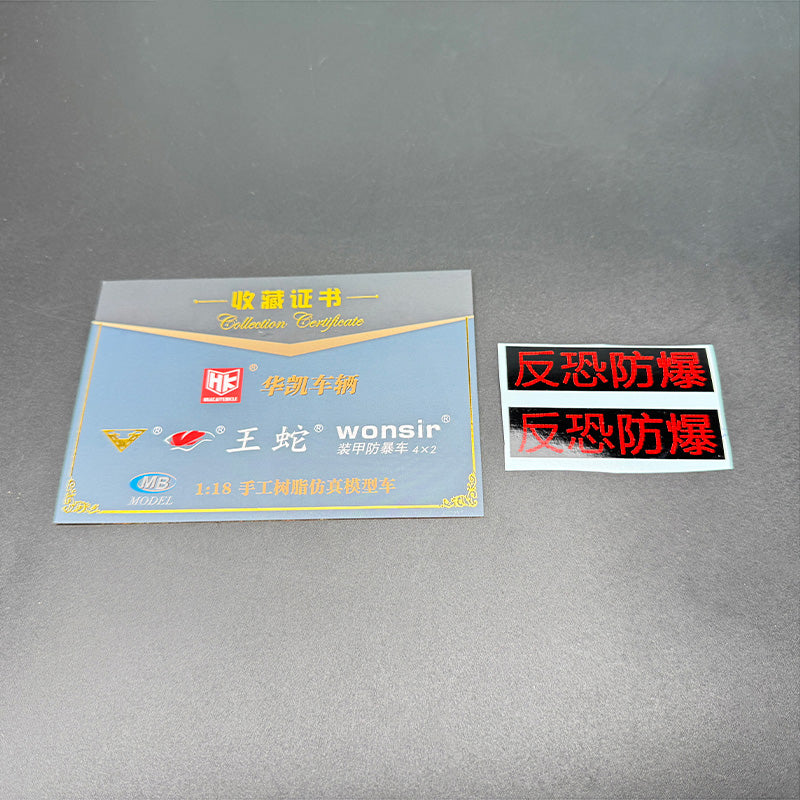 收藏证书
Collection Certificate
HK® 华凯车辆
® ® 王蛇® wonsir®
装甲防暴车 4×2
MB
MODEL
1:18 手工树脂仿真模型车
反恐防爆
反恐防爆